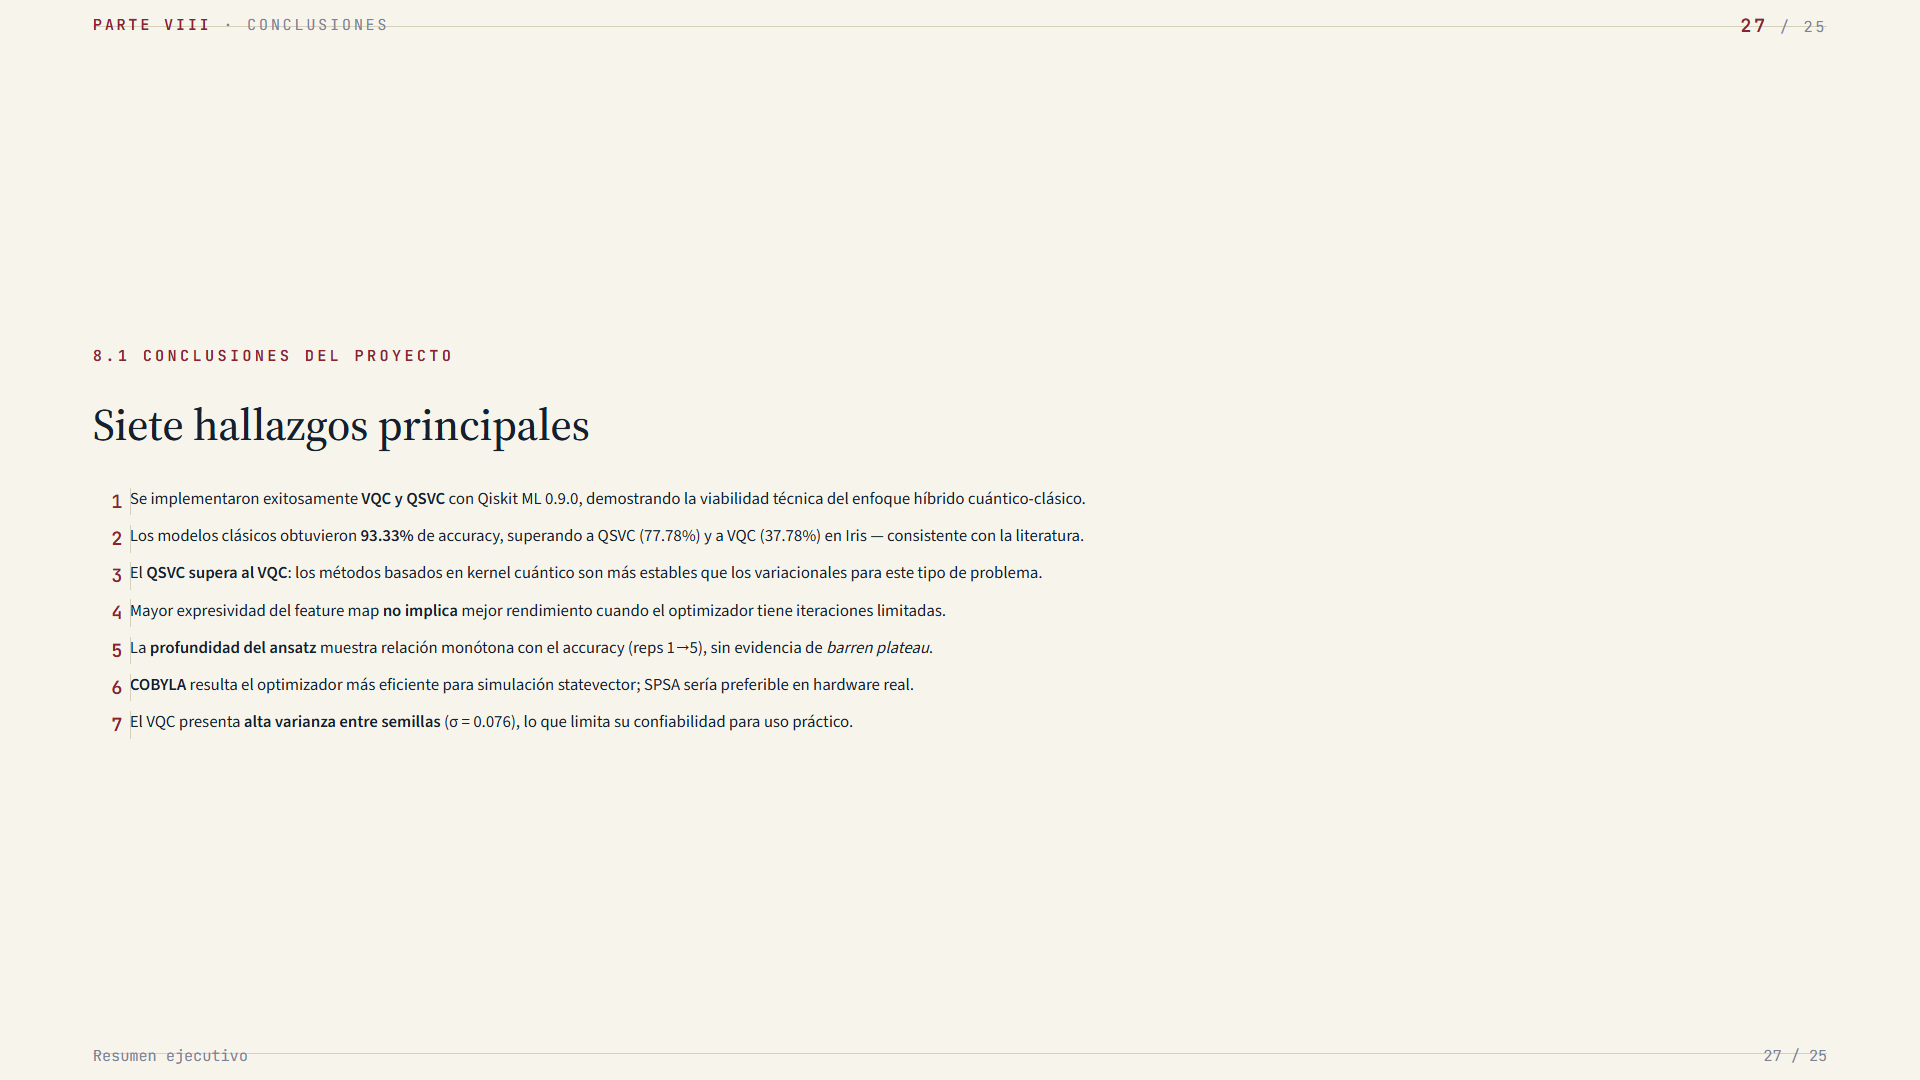 PARTE VIII · CONCLUSIONES
27 / 25
8.1 CONCLUSIONES DEL PROYECTO
Siete hallazgos principales
1 Se implementaron exitosamente VQC y QSVC con Qiskit ML 0.9.0, demostrando la viabilidad técnica del enfoque híbrido cuántico-clásico.
2 Los modelos clásicos obtuvieron 93.33% de accuracy, superando a QSVC (77.78%) y a VQC (37.78%) en Iris — consistente con la literatura.
3 El QSVC supera al VQC: los métodos basados en kernel cuántico son más estables que los variacionales para este tipo de problema.
4 Mayor expresividad del feature map no implica mejor rendimiento cuando el optimizador tiene iteraciones limitadas.
5 La profundidad del ansatz muestra relación monótona con el accuracy (reps 1→5), sin evidencia de barren plateau.
6 COBYLA resulta el optimizador más eficiente para simulación statevector; SPSA sería preferible en hardware real.
7 El VQC presenta alta varianza entre semillas (σ = 0.076), lo que limita su confiabilidad para uso práctico.
Resumen ejecutivo
27 / 25